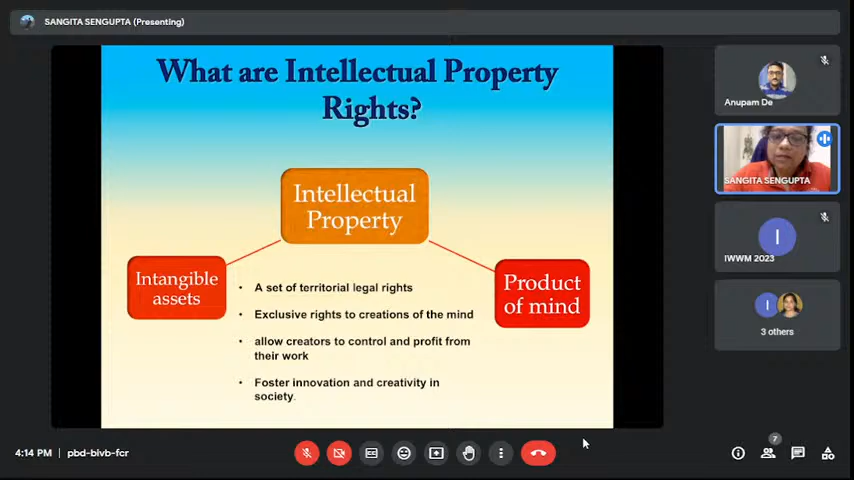 SANGITA SENGUPTA (Presenting)
What are Intellectual Property
Rights?
Intellectual
Property
Intangible
assets
Product
of mind
• A set of territorial legal rights
• Exclusive rights to creations of the mind
• allow creators to control and profit from
their work
• Foster innovation and creativity in
society.
Anupam De
SANGITA SENGUPTA
I
IWWM 2023
I
3 others
4:14 PM | pbd-bivb-fcr
7